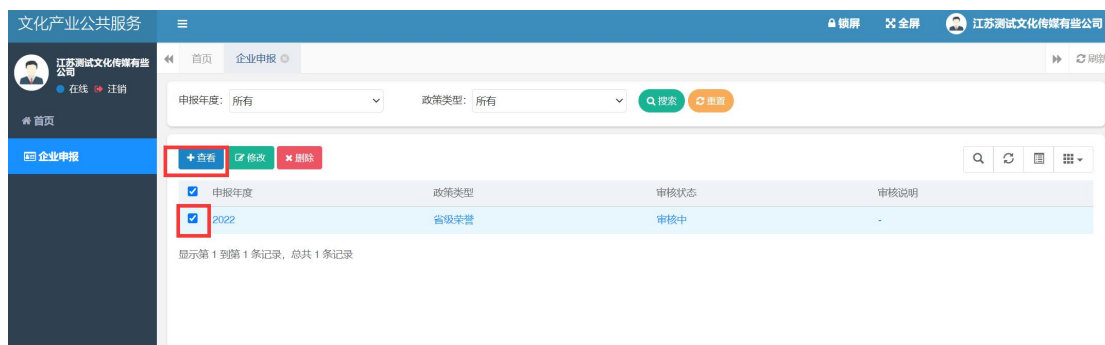 文化产业公共服务
锁屏 全屏 江苏测试文化传媒有些公司
江苏测试文化传媒有些公司
在线 注销
首页
企业申报
首页 企业申报 刷新
申报年度: 所有 政策类型: 所有 搜索 重置
查看 修改 删除
申报年度 政策类型 审核状态 审核说明
2022 省级荣誉 审核中 -
显示第 1 到第 1 条记录，总共 1 条记录